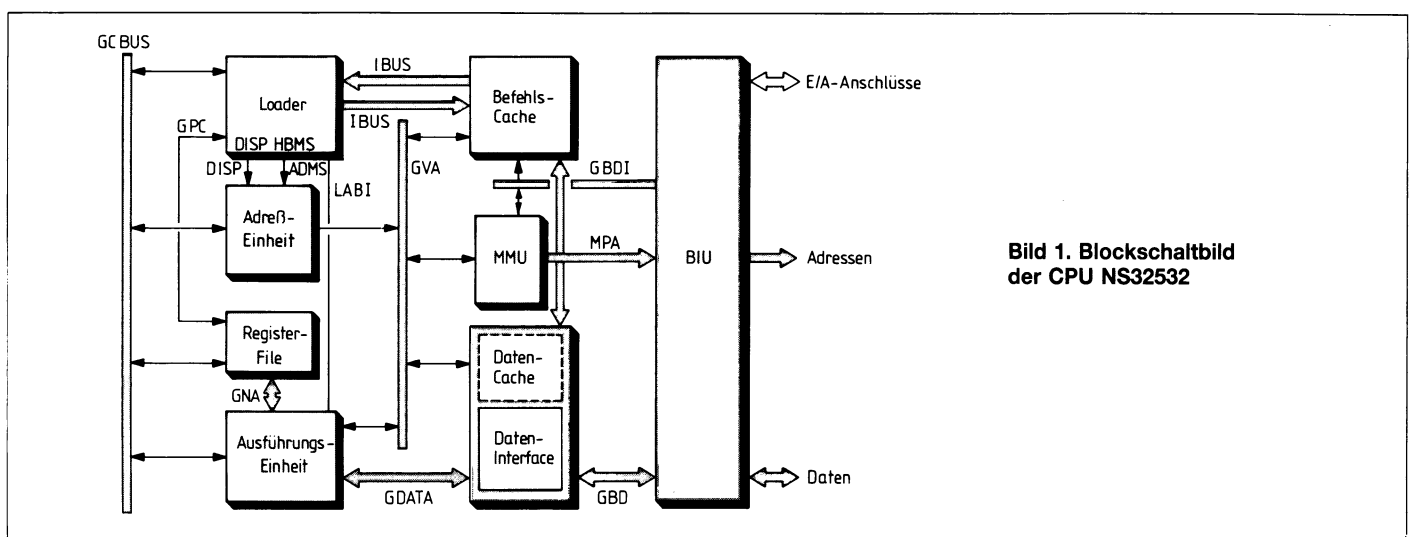 GCBUS
IBUS
Loader
Befehls-
Cache
E/A-Anschlüsse
GPC
IBUS
DISP HBMS
DISP
ADMS
LABI
GVA
GBDI
Adreß-
Einheit
MMU
MPA
BIU
Adressen
Bild 1. Blockschaltbild
der CPU NS32532
Register-
File
Daten-
Cache
GNA
Ausführungs-
Einheit
Daten-
Interface
GDATA
GBD
Daten